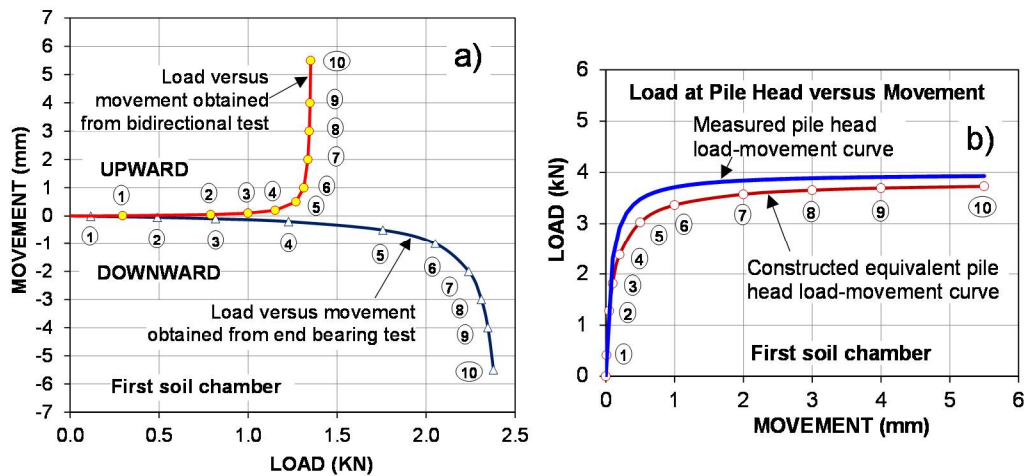 a)
MOVEMENT (mm)
7
6
5
4
3
2
1
0
-1
-2
-3
-4
-5
-6
-7
Load versus
movement obtained
from bidirectional test
UPWARD
DOWNWARD
1
2
3
4
5
6
7
8
9
10
1
2
3
4
5
6
7
8
9
10
Load versus movement
obtained from end bearing test
First soil chamber
0.0 0.5 1.0 1.5 2.0 2.5
LOAD (KN)
b)
Load at Pile Head versus Movement
LOAD (kN)
6
5
4
3
2
1
0
Measured pile head
load-movement curve
1
2
3
4
5
6
7
8
9
10
Constructed equivalent pile
head load-movement curve
First soil chamber
0 1 2 3 4 5 6
MOVEMENT (mm)